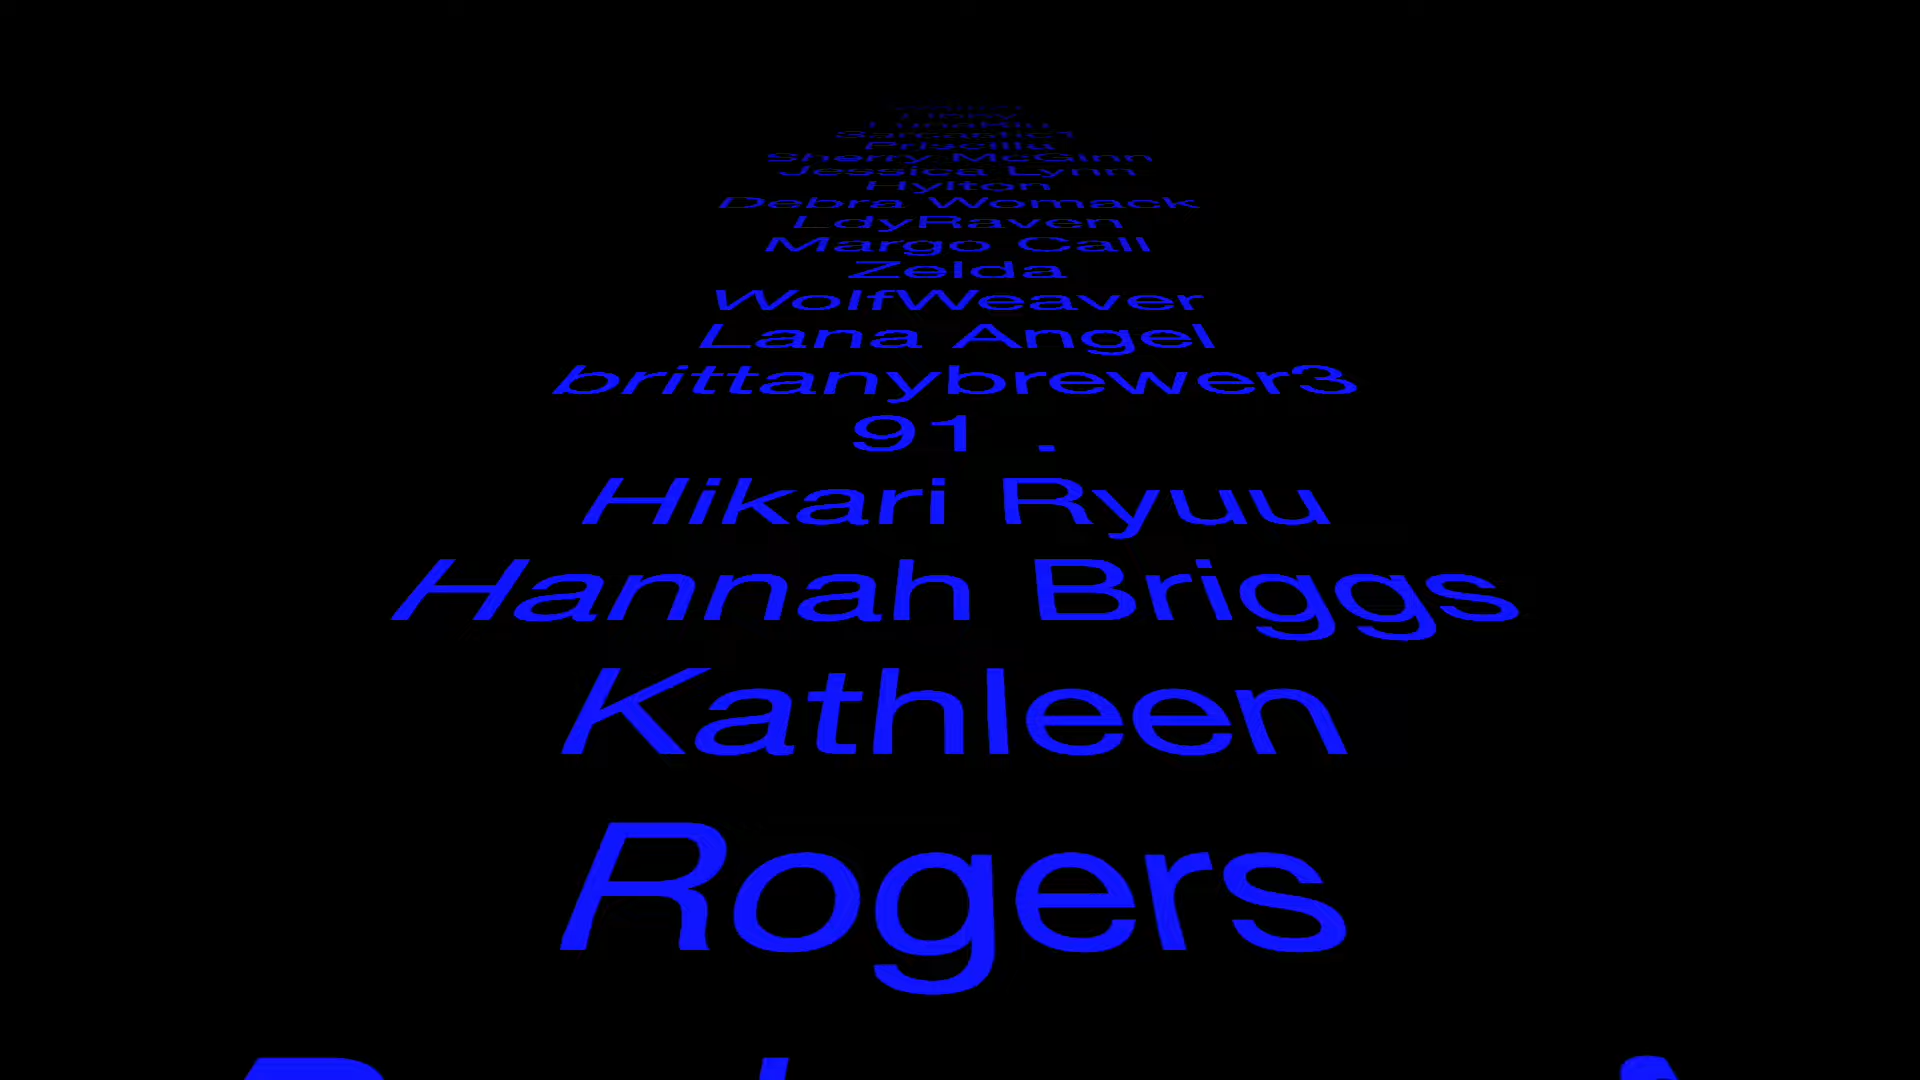 Priscilla
Sherry McGinn
Jessica Lynn
Hylton
Debra Womack
LdyRaven
Margo Call
Zelda
WolfWeaver
Lana Angel
brittanybrewer3
91 .
Hikari Ryuu
Hannah Briggs
Kathleen
Rogers